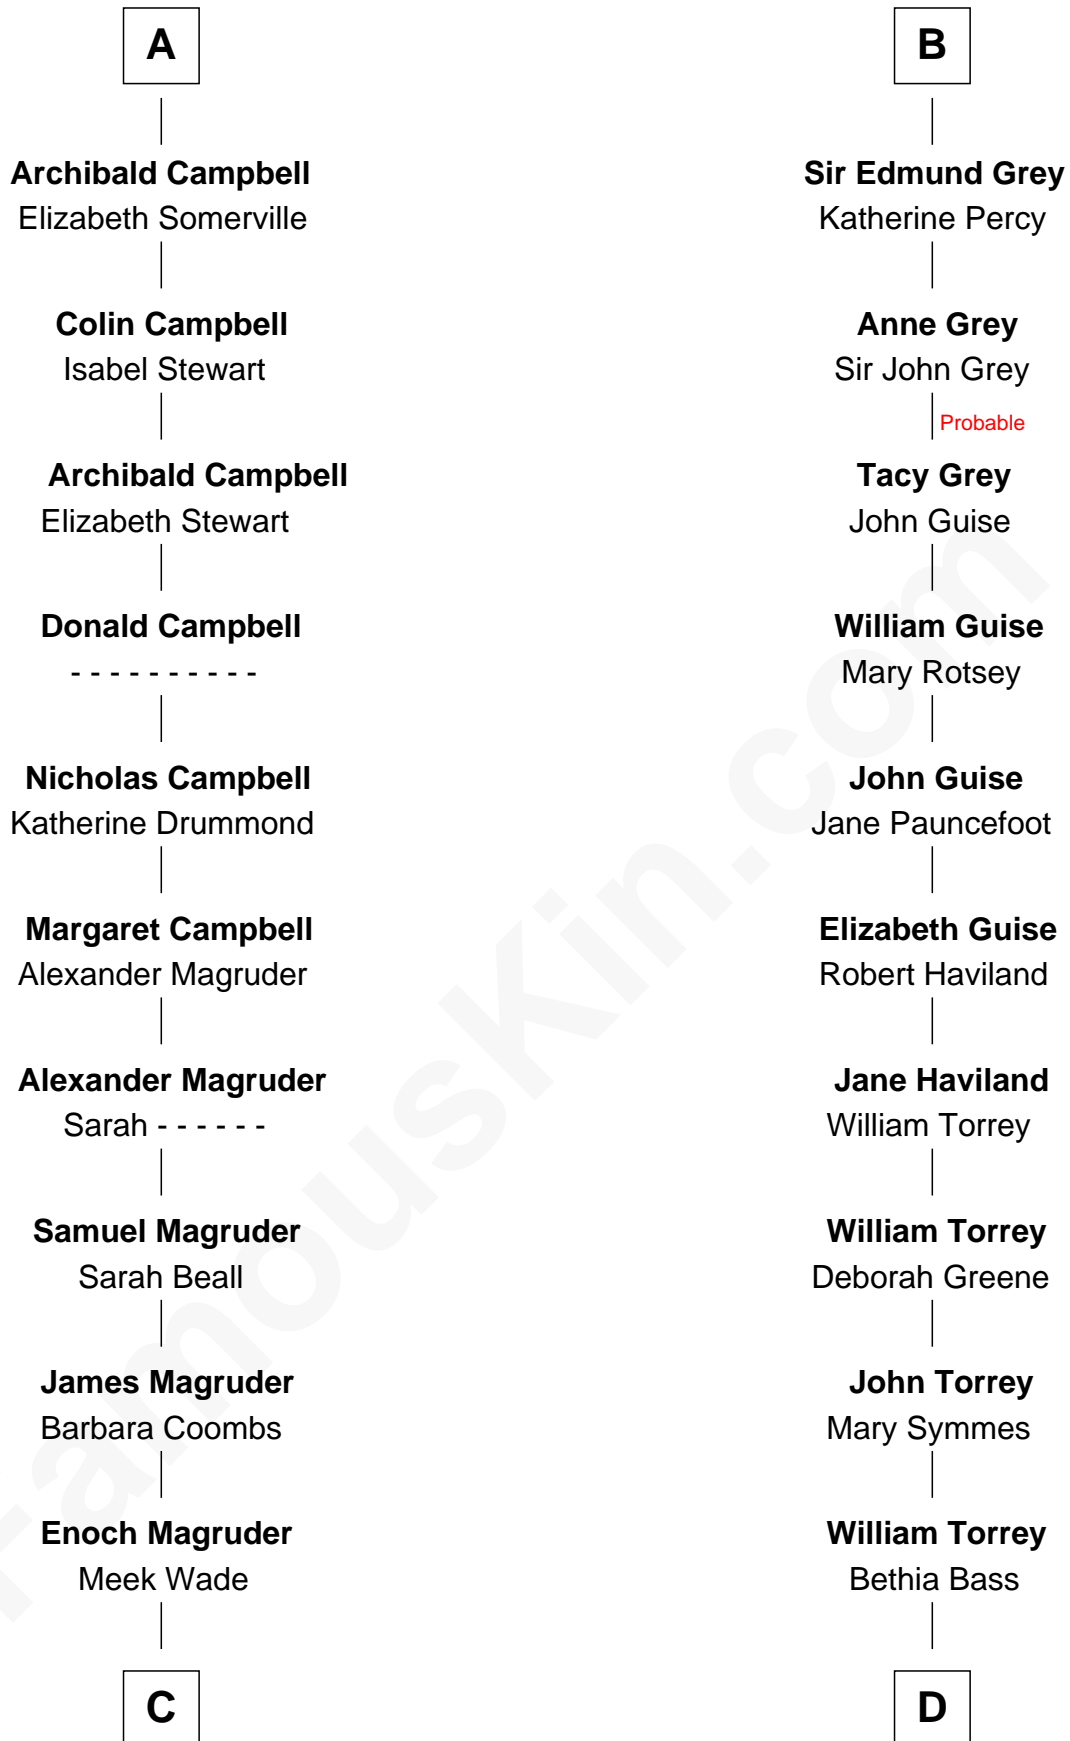 A
Archibald Campbell
Elizabeth Somerville
Colin Campbell
Isabel Stewart
Archibald Campbell
Elizabeth Stewart
Donald Campbell
- - - - - - - - - -
Nicholas Campbell
Katherine Drummond
Margaret Campbell
Alexander Magruder
Alexander Magruder
Sarah - - - - - -
Samuel Magruder
Sarah Beall
James Magruder
Barbara Coombs
Enoch Magruder
Meek Wade
C
B
Sir Edmund Grey
Katherine Percy
Anne Grey
Sir John Grey
Probable
Tacy Grey
John Guise
William Guise
Mary Rotsey
John Guise
Jane Pauncefoot
Elizabeth Guise
Robert Haviland
Jane Haviland
William Torrey
William Torrey
Deborah Greene
John Torrey
Mary Symmes
William Torrey
Bethia Bass
D
FamousKin.com